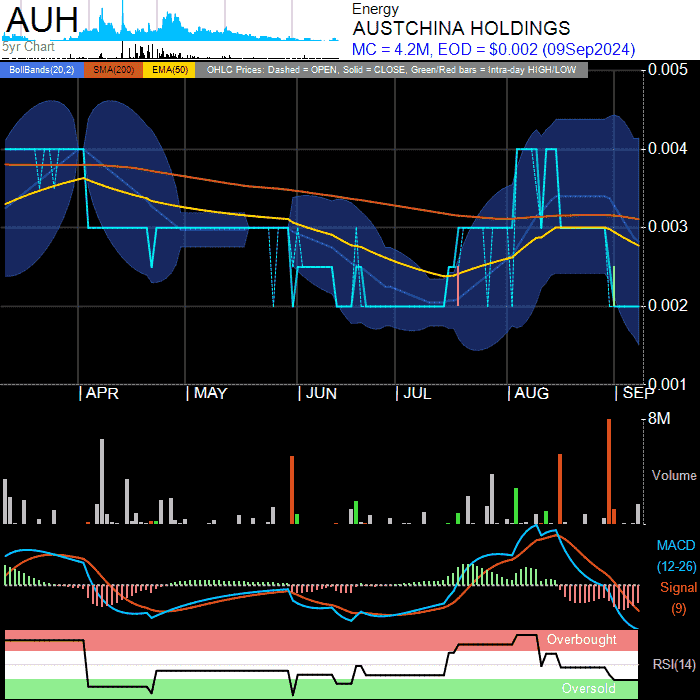 AUH
5yr Chart
Energy
AUSTCHINA HOLDINGS
MC = 4.2M, EOD = $0.002 (09Sep2024)
BollBands(20,2) SMA(200) EMA(50) OHLC Prices: Dashed = OPEN, Solid = CLOSE, Green/Red bars = Intra-day HIGH/LOW
0.005
0.004
0.003
0.002
0.001
| APR | MAY | JUN | JUL | AUG | SEP
8M
Volume
MACD
(12-26)
Signal
(9)
Overbought
RSI(14)
Oversold